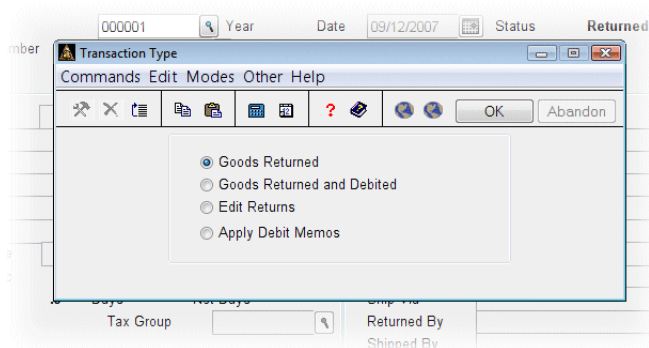 000001 Year Date 09/12/2007 Status Returned
mber
Transaction Type
Commands Edit Modes Other Help
OK Abandon
Goods Returned
Goods Returned and Debited
Edit Returns
Apply Debit Memos
Days Net Days Ship Via
Tax Group Returned By
Shipped By